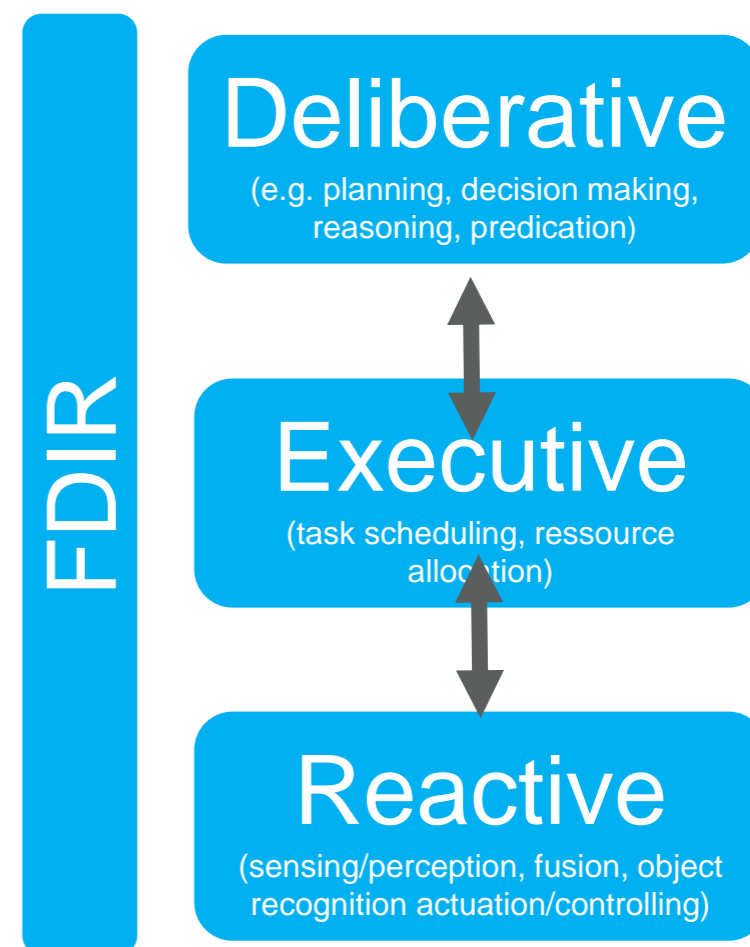 FDIR
Deliberative
(e.g. planning, decision making,
reasoning, predication)
Executive
(task scheduling, ressource
allocation)
Reactive
(sensing/perception, fusion, object
recognition actuation/controlling)